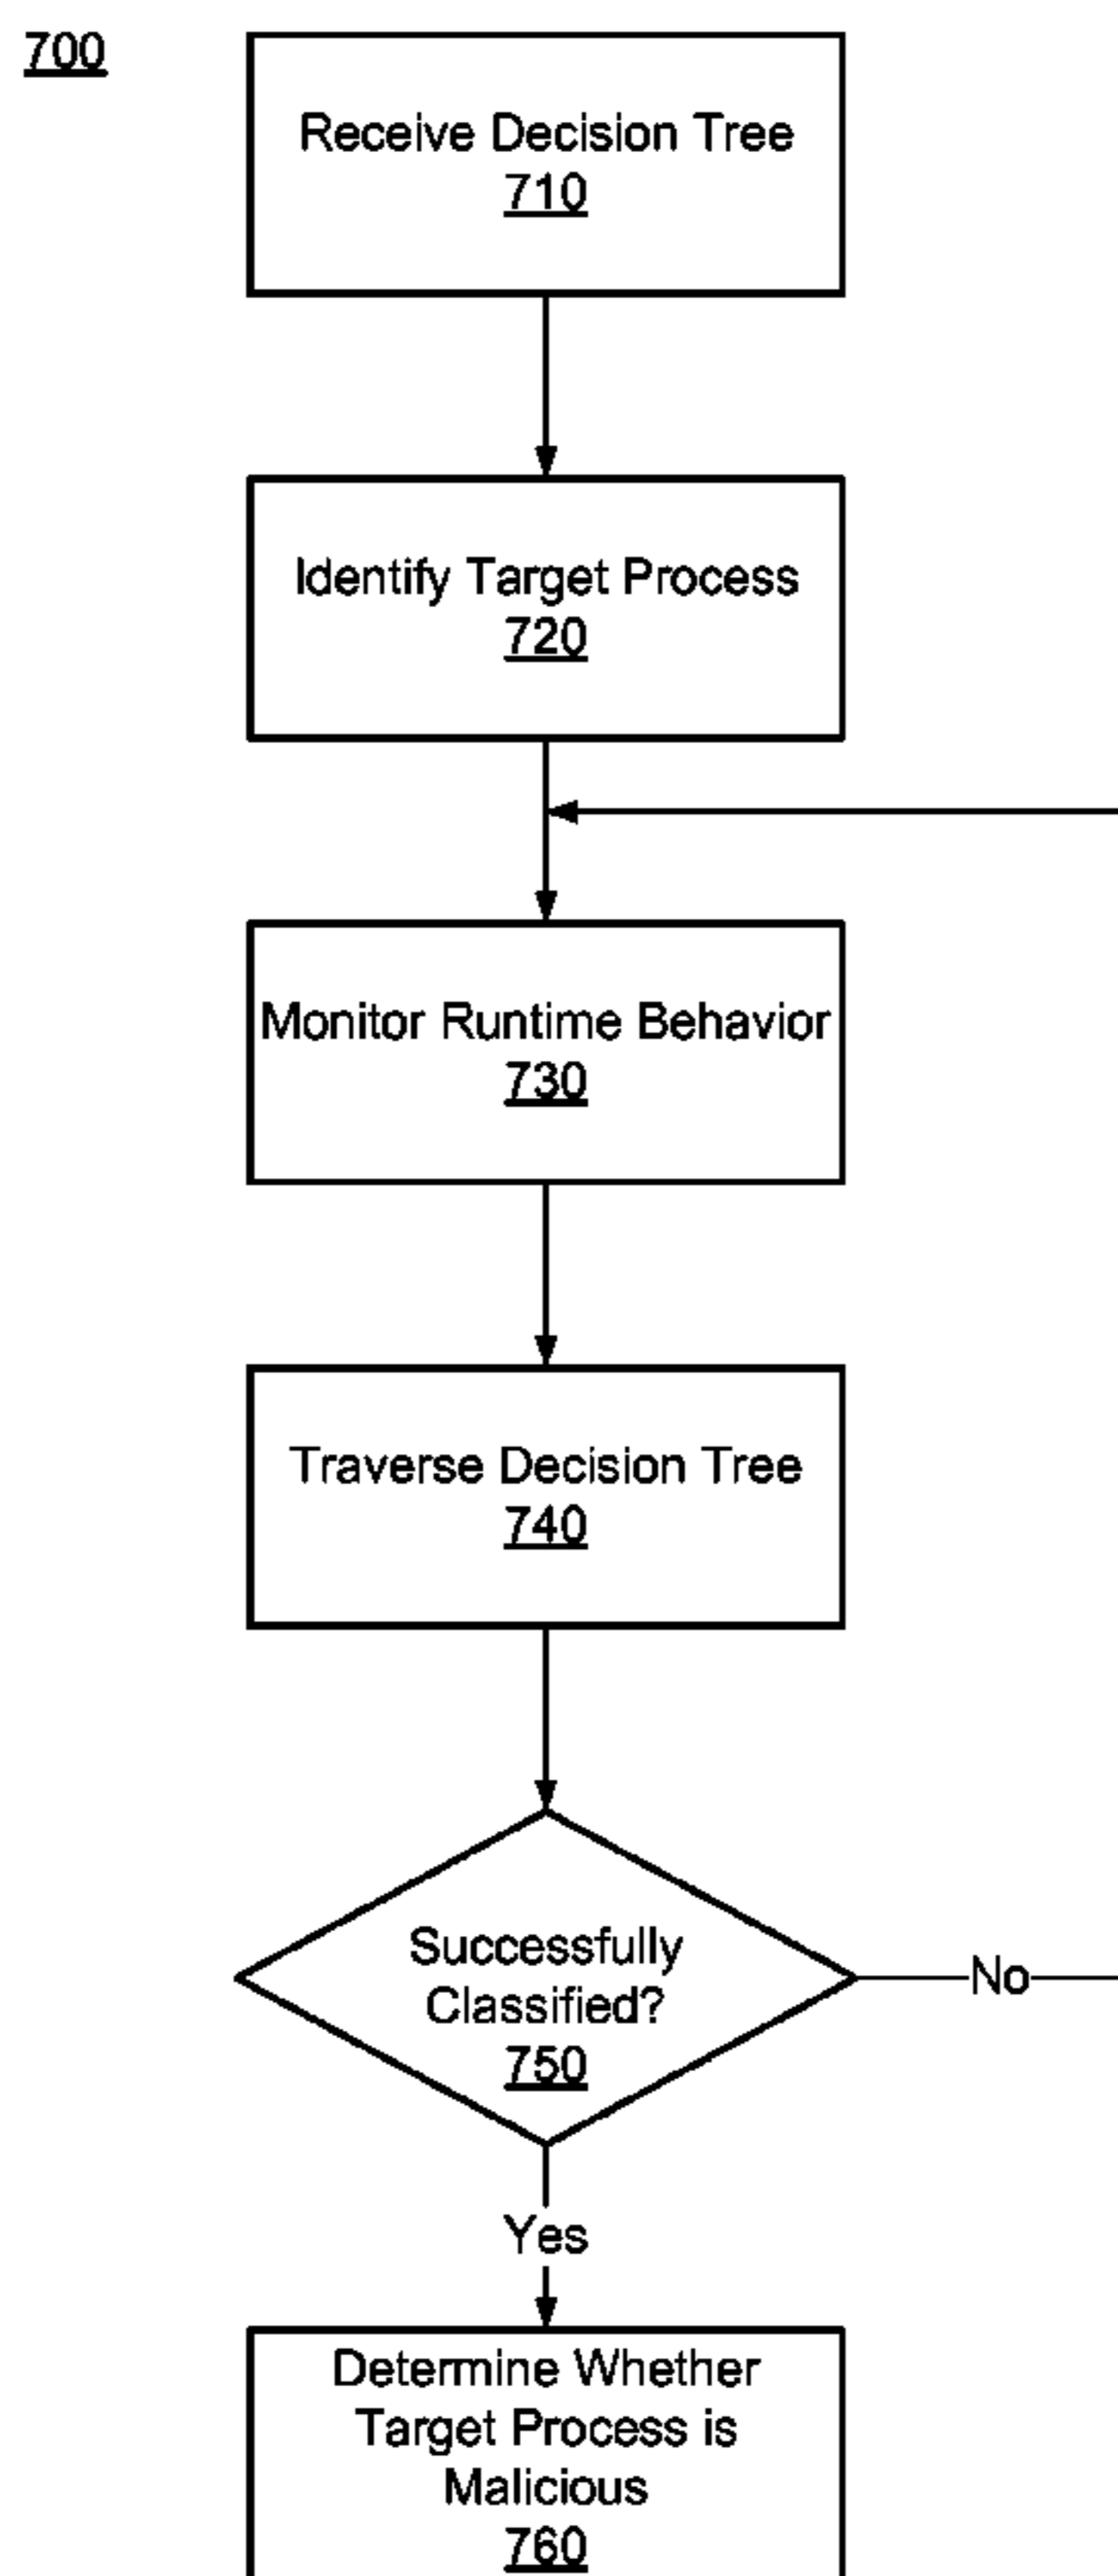 700
Receive Decision Tree
710
Identify Target Process
720
Monitor Runtime Behavior
730
Traverse Decision Tree
740
Successfully
Classified?
750
No
Yes
Determine Whether
Target Process is
Malicious
760